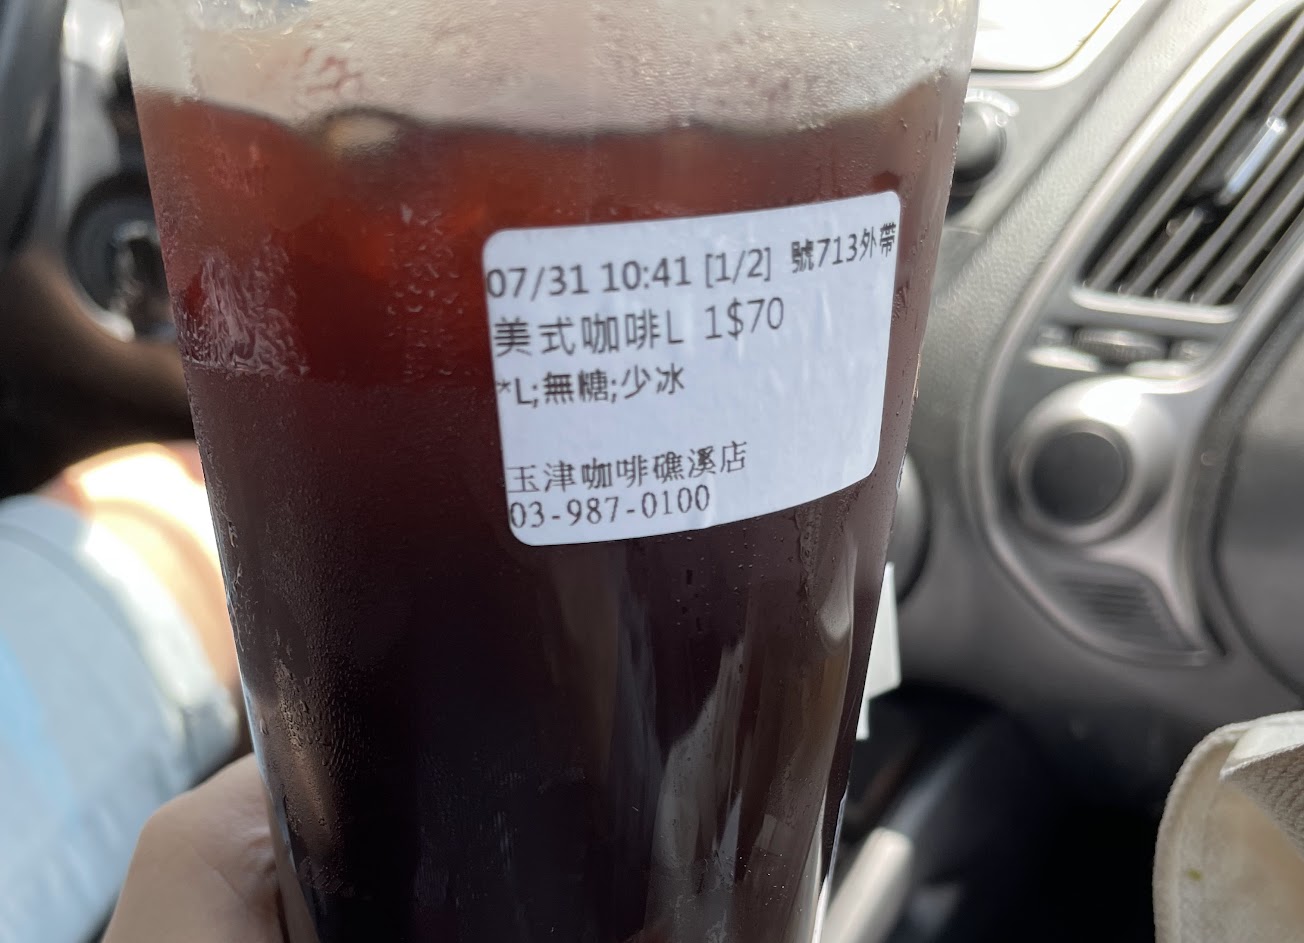 07/31 10:41 [1/2] 號713外帶
美式咖啡L 1$70
*L;無糖;少冰
玉津咖啡礁溪店
03-987-0100